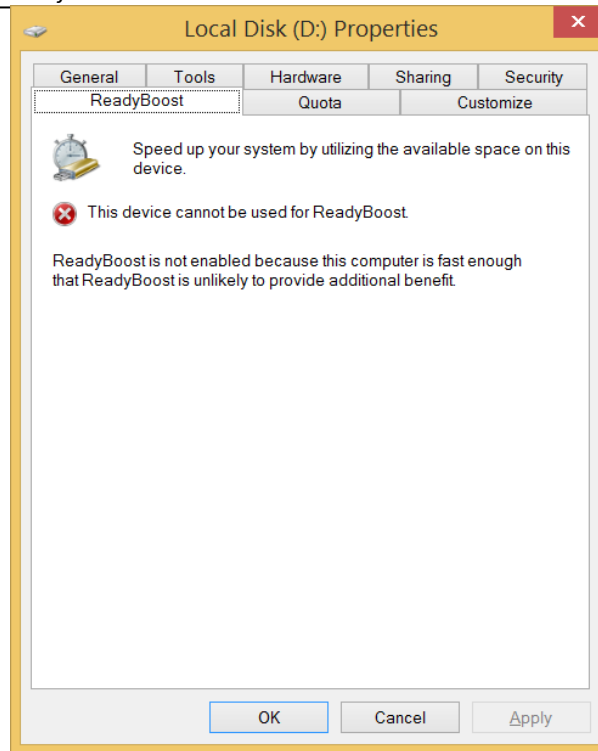 Local Disk (D:) Properties
General Tools Hardware Sharing Security
ReadyBoost Quota Customize
Speed up your system by utilizing the available space on this
device.
This device cannot be used for ReadyBoost.
ReadyBoost is not enabled because this computer is fast enough
that ReadyBoost is unlikely to provide additional benefit.
OK Cancel Apply